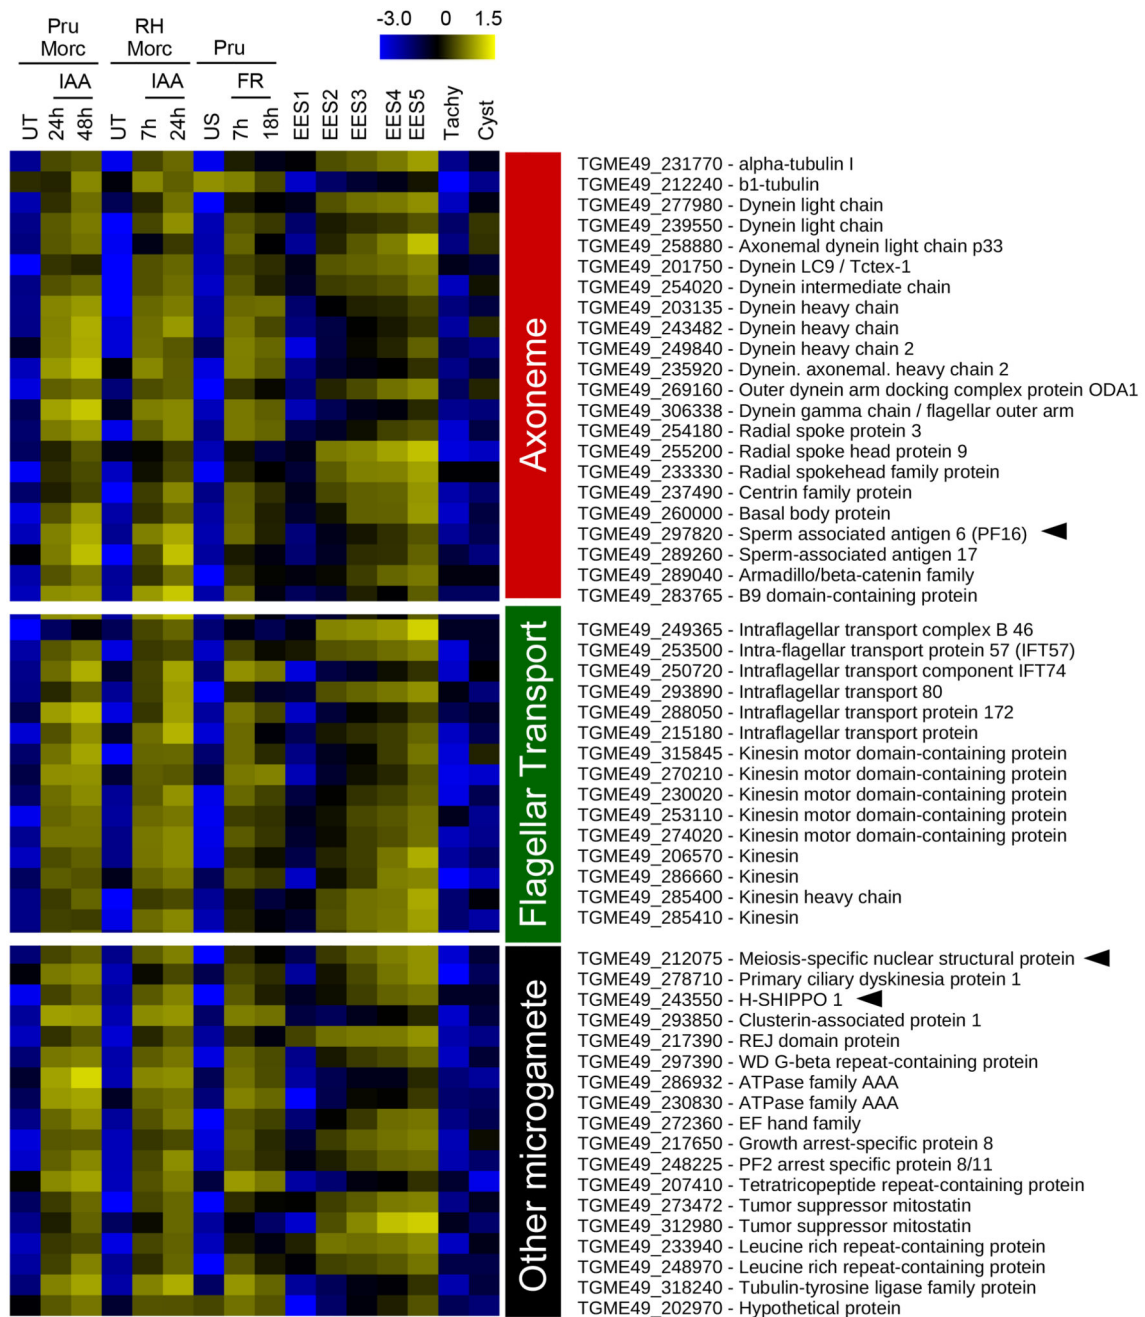 -3.0 0 1.5
Pru RH
Morc Morc Pru
IAA IAA FR
UT 24h 48h UT 7h 24h US 7h 18h EES1 EES2 EES3 EES4 EES5 Tachy Cyst
Axoneme
TGME49_231770 - alpha-tubulin I
TGME49_212240 - b1-tubulin
TGME49_277980 - Dynein light chain
TGME49_239550 - Dynein light chain
TGME49_258880 - Axonemal dynein light chain p33
TGME49_201750 - Dynein LC9 / Tctex-1
TGME49_254020 - Dynein intermediate chain
TGME49_203135 - Dynein heavy chain
TGME49_243482 - Dynein heavy chain
TGME49_249840 - Dynein heavy chain 2
TGME49_235920 - Dynein. axonemal. heavy chain 2
TGME49_269160 - Outer dynein arm docking complex protein ODA1
TGME49_306338 - Dynein gamma chain / flagellar outer arm
TGME49_254180 - Radial spoke protein 3
TGME49_255200 - Radial spoke head protein 9
TGME49_233330 - Radial spokehead family protein
TGME49_237490 - Centrin family protein
TGME49_260000 - Basal body protein
TGME49_297820 - Sperm associated antigen 6 (PF16)
TGME49_289260 - Sperm-associated antigen 17
TGME49_289040 - Armadillo/beta-catenin family
TGME49_283765 - B9 domain-containing protein
Flagellar Transport
TGME49_249365 - Intraflagellar transport complex B 46
TGME49_253500 - Intra-flagellar transport protein 57 (IFT57)
TGME49_250720 - Intraflagellar transport component IFT74
TGME49_293890 - Intraflagellar transport 80
TGME49_288050 - Intraflagellar transport protein 172
TGME49_215180 - Intraflagellar transport protein
TGME49_315845 - Kinesin motor domain-containing protein
TGME49_270210 - Kinesin motor domain-containing protein
TGME49_230020 - Kinesin motor domain-containing protein
TGME49_253110 - Kinesin motor domain-containing protein
TGME49_274020 - Kinesin motor domain-containing protein
TGME49_206570 - Kinesin
TGME49_286660 - Kinesin
TGME49_285400 - Kinesin heavy chain
TGME49_285410 - Kinesin
Other microgamete
TGME49_212075 - Meiosis-specific nuclear structural protein
TGME49_278710 - Primary ciliary dyskinesia protein 1
TGME49_243550 - H-SHIPPO 1
TGME49_293850 - Clusterin-associated protein 1
TGME49_217390 - REJ domain protein
TGME49_297390 - WD G-beta repeat-containing protein
TGME49_286932 - ATPase family AAA
TGME49_230830 - ATPase family AAA
TGME49_272360 - EF hand family
TGME49_217650 - Growth arrest-specific protein 8
TGME49_248225 - PF2 arrest specific protein 8/11
TGME49_207410 - Tetratricopeptide repeat-containing protein
TGME49_273472 - Tumor suppressor mitostatin
TGME49_312980 - Tumor suppressor mitostatin
TGME49_233940 - Leucine rich repeat-containing protein
TGME49_248970 - Leucine rich repeat-containing protein
TGME49_318240 - Tubulin-tyrosine ligase family protein
TGME49_202970 - Hypothetical protein